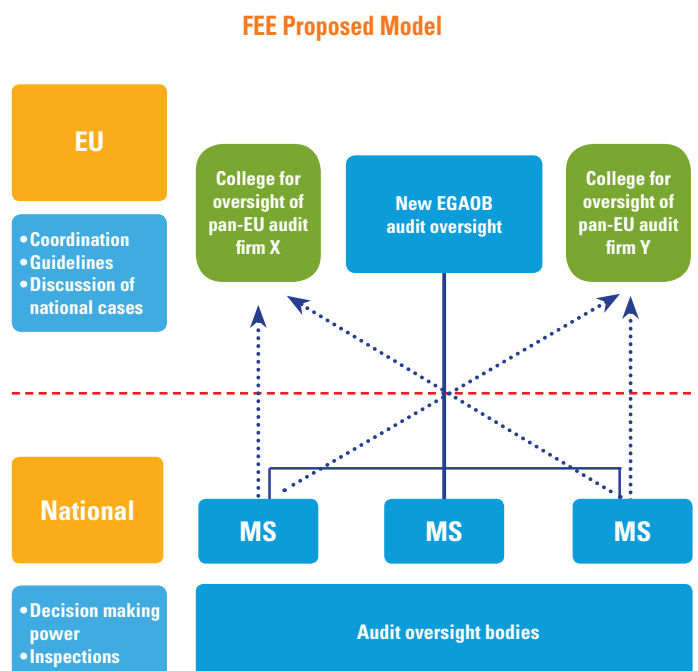 FEE Proposed Model
EU
• Coordination
• Guidelines
• Discussion of
national cases
College for
oversight of
pan-EU audit
firm X
New EGAOB
audit oversight
College for
oversight of
pan-EU audit
firm Y
National
MS
MS
MS
• Decision making
power
• Inspections
Audit oversight bodies